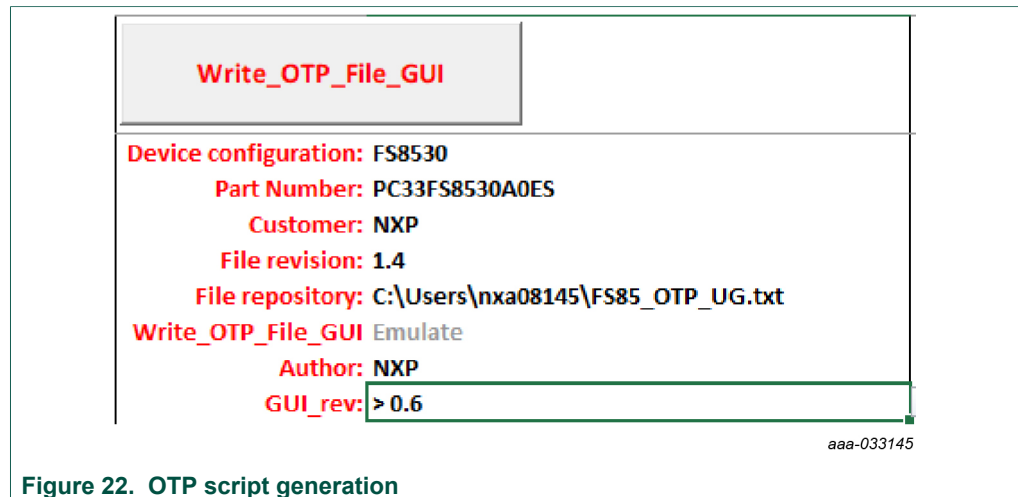 Write_OTP_File_GUI
Device configuration: FS8530
Part Number: PC33FS8530A0ES
Customer: NXP
File revision: 1.4
File repository: C:\Users\nxa08145\FS85_OTP_UG.txt
Write_OTP_File_GUI Emulate
Author: NXP
GUI_rev: > 0.6
aaa-033145
Figure 22. OTP script generation